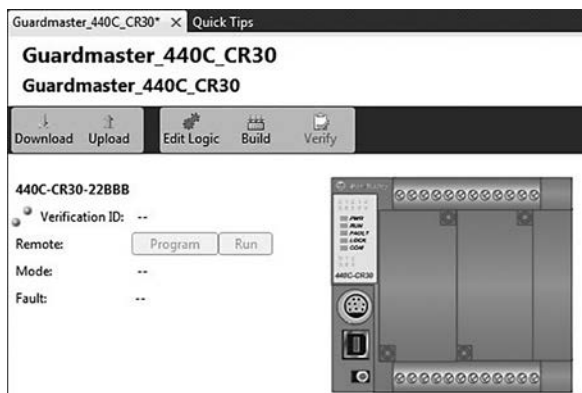 Guardmaster_440C_CR30* × Quick Tips
Guardmaster_440C_CR30
Guardmaster_440C_CR30
Download Upload Edit Logic Build Verify
440C-CR30-22BBB
Verification ID: --
Remote: Program Run
Mode: --
Fault: --
PWR
RUN
FAULT
LOCK
COM
440C-CR30